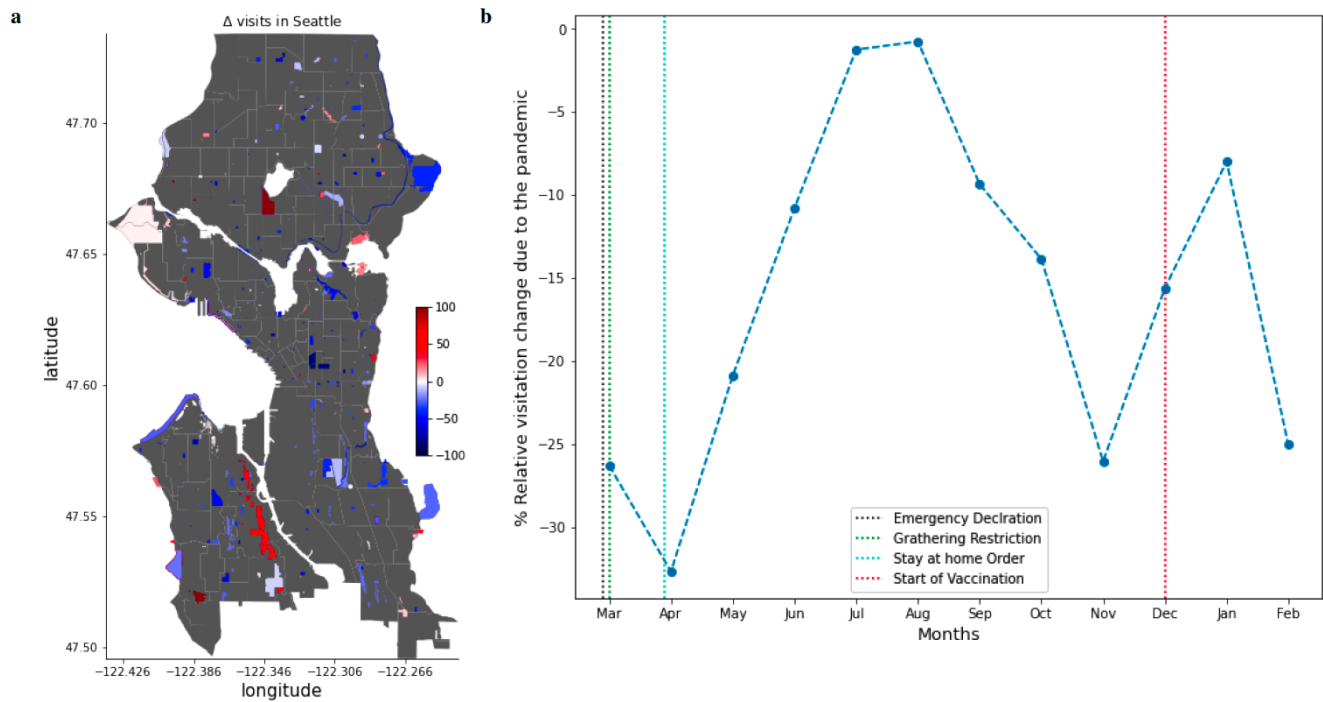 a
Δ visits in Seattle
latitude
47.70
47.65
47.60
47.55
47.50
100
50
0
−50
−100
−122.426 −122.386 −122.346 −122.306 −122.266
longitude
b
% Relative visitation change due to the pandemic
0
−5
−10
−15
−20
−25
−30
Emergency Declration
Grathering Restriction
Stay at home Order
Start of Vaccination
Mar Apr May Jun Jul Aug Sep Oct Nov Dec Jan Feb
Months